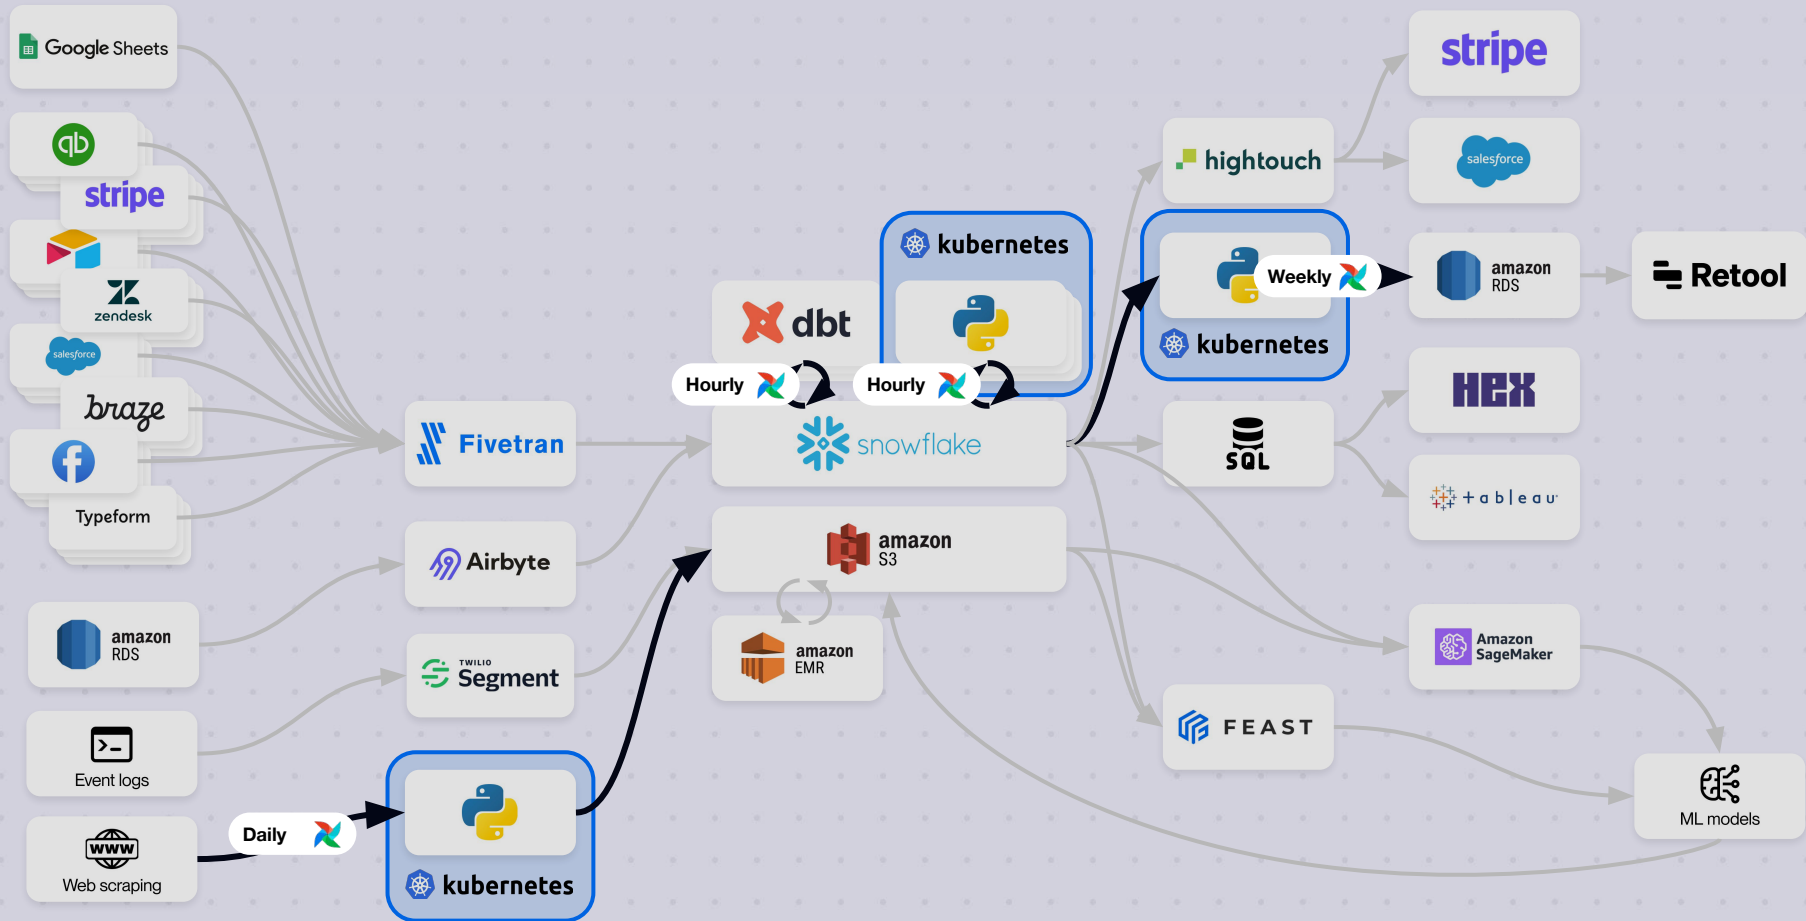 Google Sheets
qb
stripe
zendesk
salesforce
braze
Typeform
amazon
RDS
Event logs
www
Web scraping
Daily
Fivetran
Airbyte
TWILIO
Segment
kubernetes
dbt
Hourly
kubernetes
Hourly
snowflake
amazon
S3
amazon
EMR
hightouch
Weekly
kubernetes
SQL
FEAST
stripe
salesforce
amazon
RDS
Retool
HEX
+ableau
Amazon
SageMaker
ML models